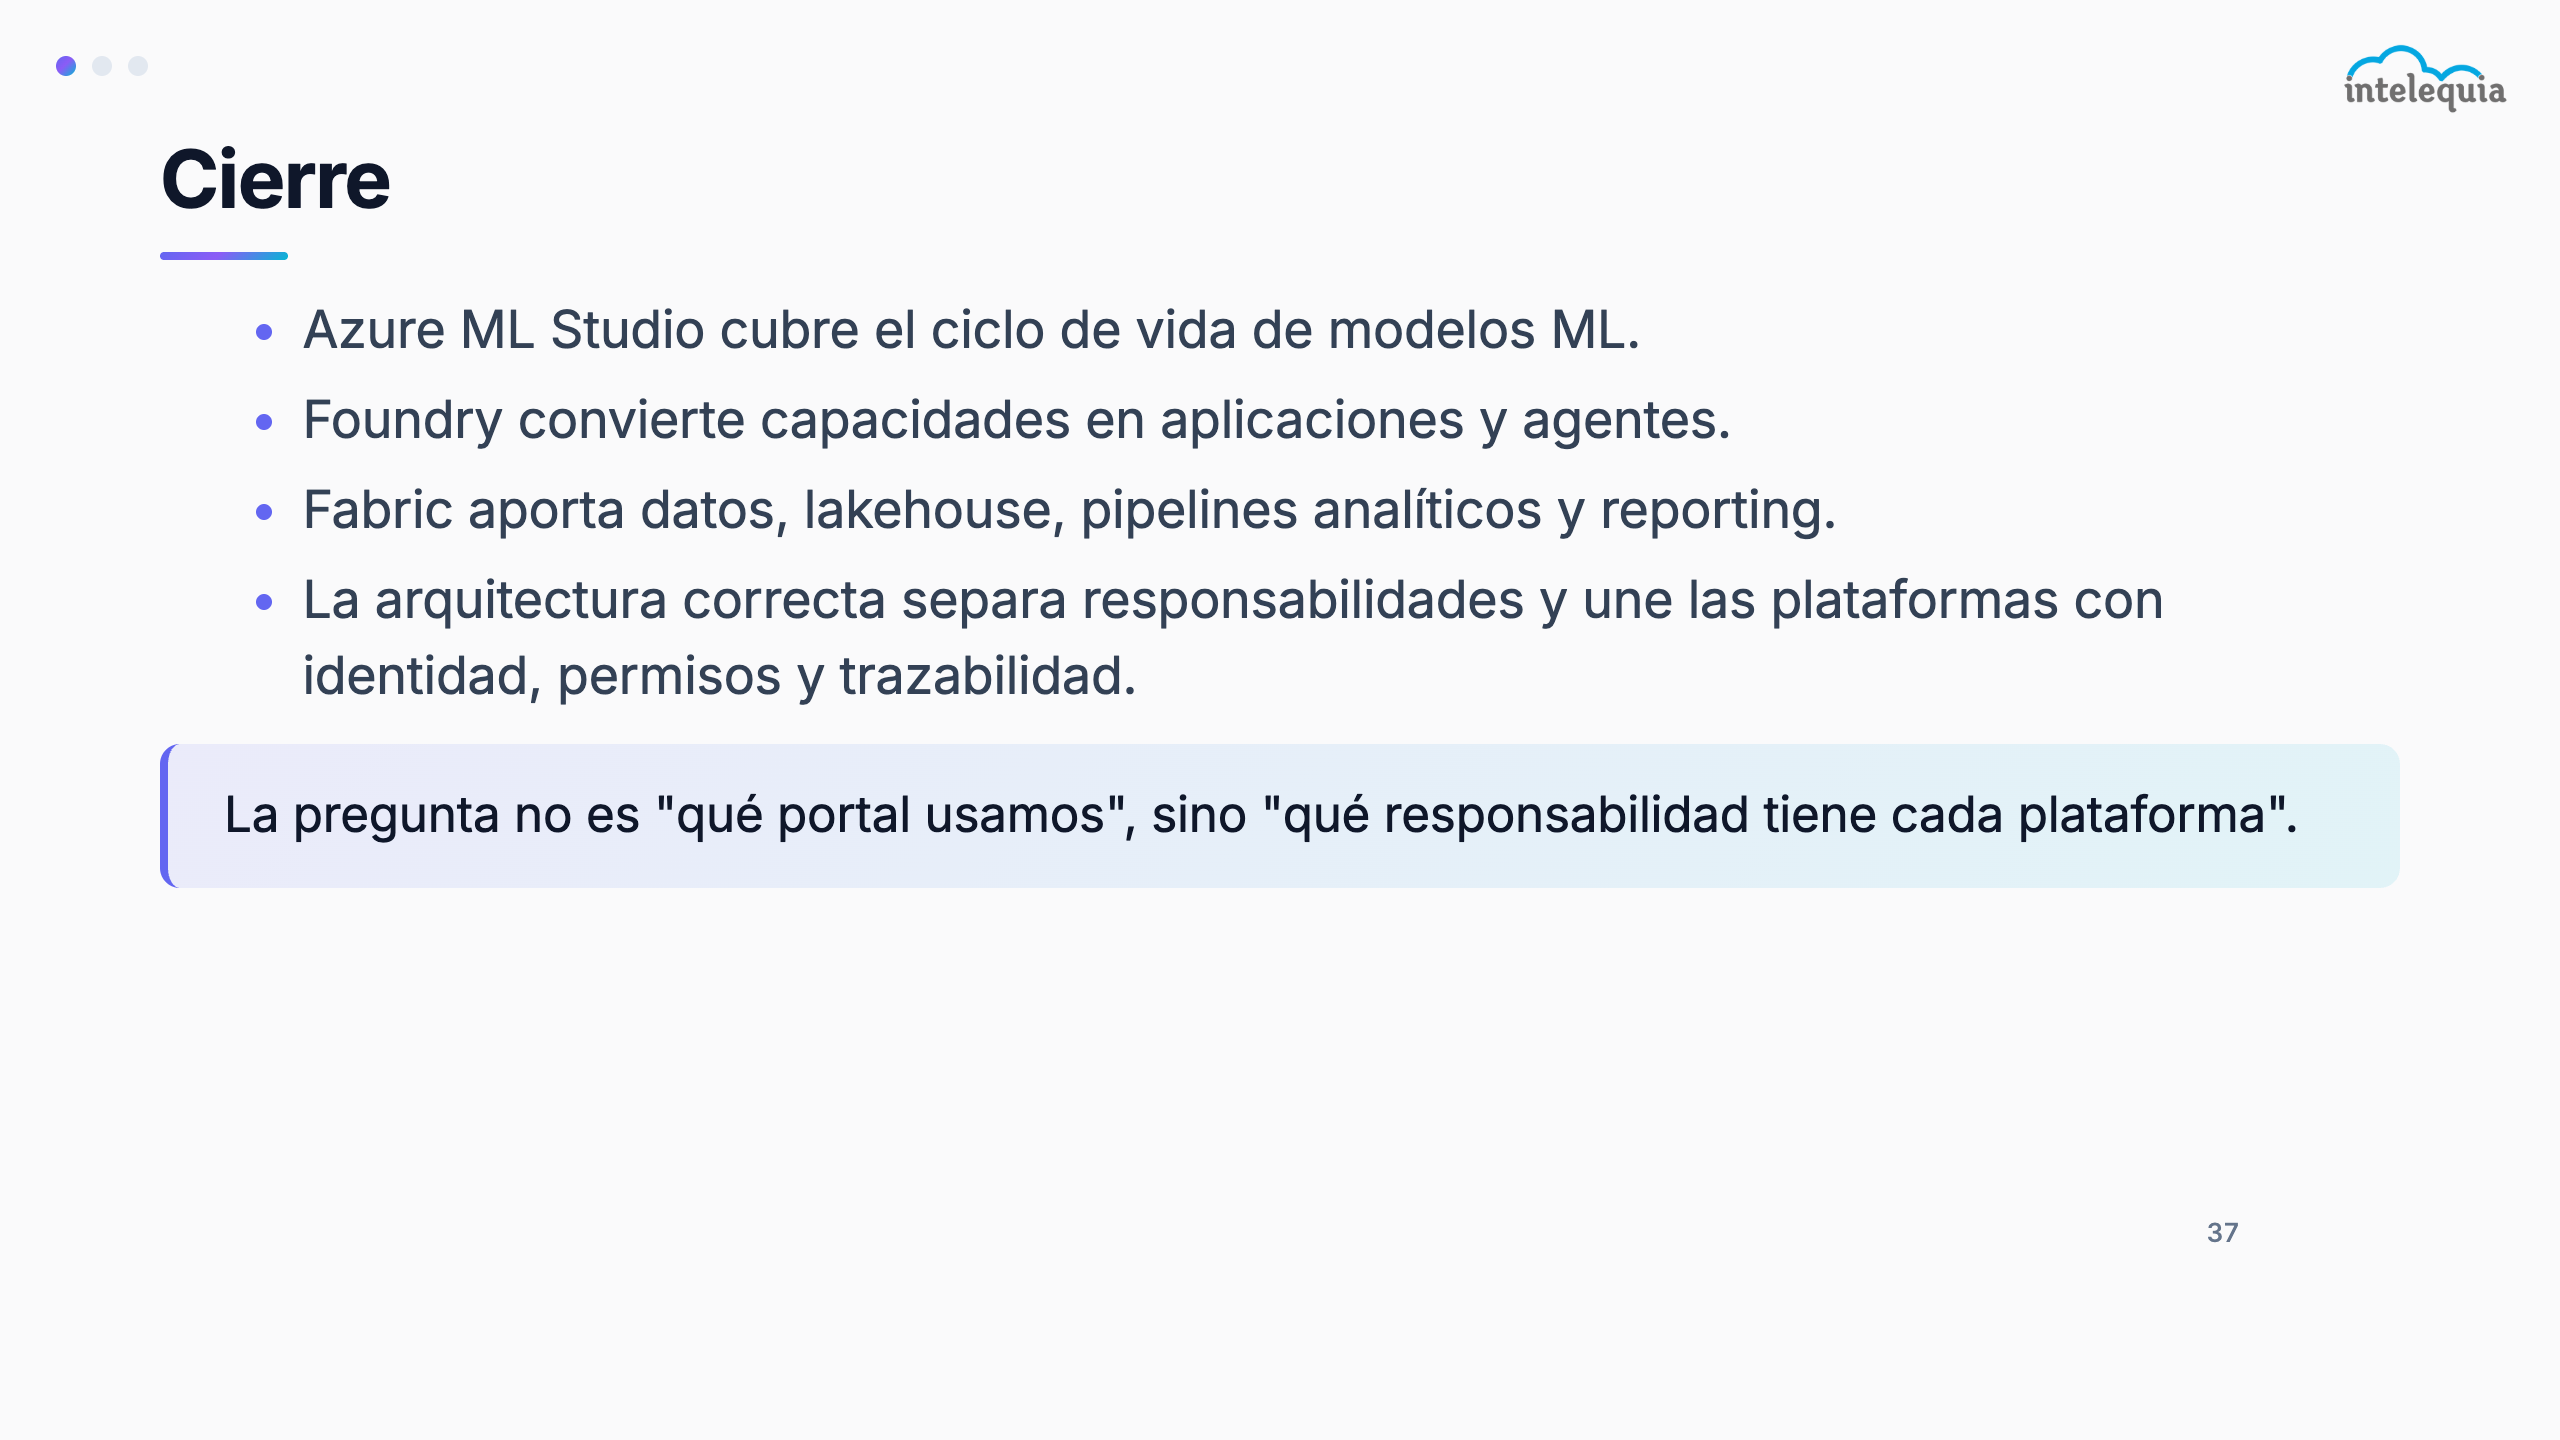 intelequia
Cierre
Azure ML Studio cubre el ciclo de vida de modelos ML.
Foundry convierte capacidades en aplicaciones y agentes.
Fabric aporta datos, lakehouse, pipelines analíticos y reporting.
La arquitectura correcta separa responsabilidades y une las plataformas con
identidad, permisos y trazabilidad.
La pregunta no es "qué portal usamos", sino "qué responsabilidad tiene cada plataforma".
37